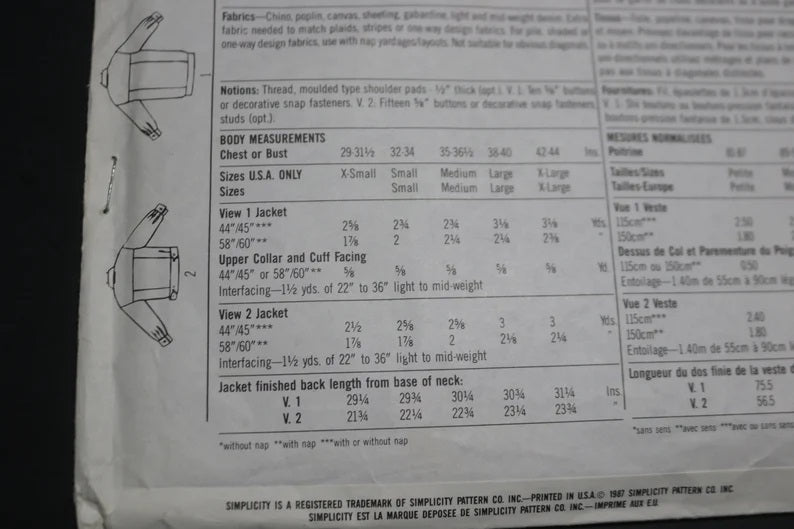 Fabrics—Chino, poplin, canvas, sheeting, gabardine, light and mid-weight denim. Extra
fabric needed to match plaids, stripes or one way design fabrics. For pile, shaded or
one-way design fabrics, use with nap yardages/layouts. Not suitable for obvious diagonals.
Notions: Thread, moulded type shoulder pads - ½" thick (opt.). V. 1: Ten ⅝" buttons
or decorative snap fasteners. V. 2: Fifteen ⅝" buttons or decorative snap fasteners,
studs (opt.).
BODY MEASUREMENTS
Chest or Bust 29-31½ 32-34 35-36½ 38-40 42-44 Ins.
Sizes U.S.A. ONLY X-Small Small Medium Large X-Large
Sizes Small Medium Large X-Large
View 1 Jacket
44"/45"*** 2⅝ 2¾ 2¾ 3⅛ 3⅛ Yds.
58"/60"** 1⅞ 2 2¼ 2¼ 2⅜ "
Upper Collar and Cuff Facing
44"/45" or 58"/60"** ⅝ ⅝ ⅝ ⅝ ⅝ Yd.
Interfacing—1½ yds. of 22" to 36" light to mid-weight
View 2 Jacket
44"/45"*** 2½ 2⅝ 2⅝ 3 3 Yds.
58"/60"** 1⅞ 1⅞ 2 2⅛ 2¼ "
Interfacing—1½ yds. of 22" to 36" light to mid-weight
Jacket finished back length from base of neck:
V. 1 29¼ 29¾ 30¼ 30¾ 31¼ Ins.
V. 2 21¾ 22¼ 22¾ 23¼ 23¾ "
*without nap **with nap ***with or without nap
1
2
MESURES NORMALISEES
Poitrine
Tailles/Sizes Petite
Tailles-Europe Petite
Vue 1 Veste
115cm*** 2.50
150cm** 1.80
Dessus de Col et Parementure du Poig
115cm ou 150cm** 0.50
Entoilage—1.40m de 55cm à 90cm lég
Vue 2 Veste
115cm*** 2.40
150cm** 1.80
Entoilage—1.40m de 55cm à 90cm
Longueur du dos finie de la veste
V. 1 75.5
V. 2 56.5
*sans sens **avec sens ***avec ou sans sens
SIMPLICITY IS A REGISTERED TRADEMARK OF SIMPLICITY PATTERN CO. INC.—PRINTED IN U.S.A.© 1987 SIMPLICITY PATTERN CO. INC.
SIMPLICITY EST LA MARQUE DEPOSEE DE SIMPLICITY PATTERN CO. INC.—IMPRIME AUX E.U.